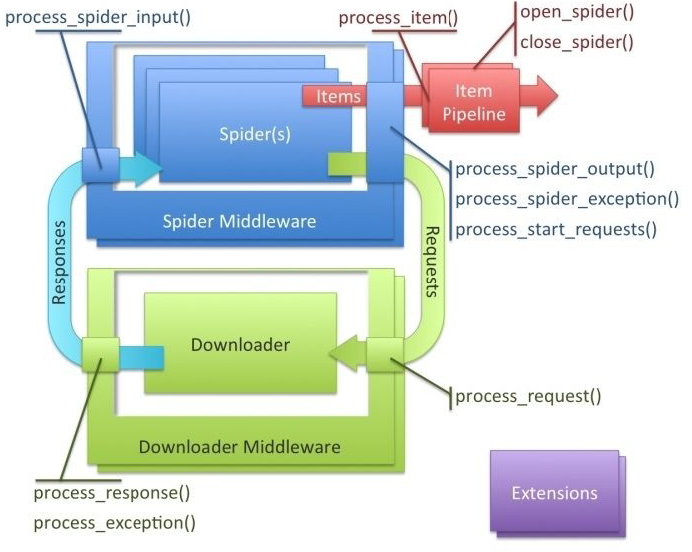 process_spider_input()
process_item()
open_spider()
close_spider()
Items
Item
Pipeline
Spider(s)
process_spider_output()
process_spider_exception()
process_start_requests()
Spider Middleware
Responses
Requests
Downloader
process_request()
Downloader Middleware
process_response()
process_exception()
Extensions